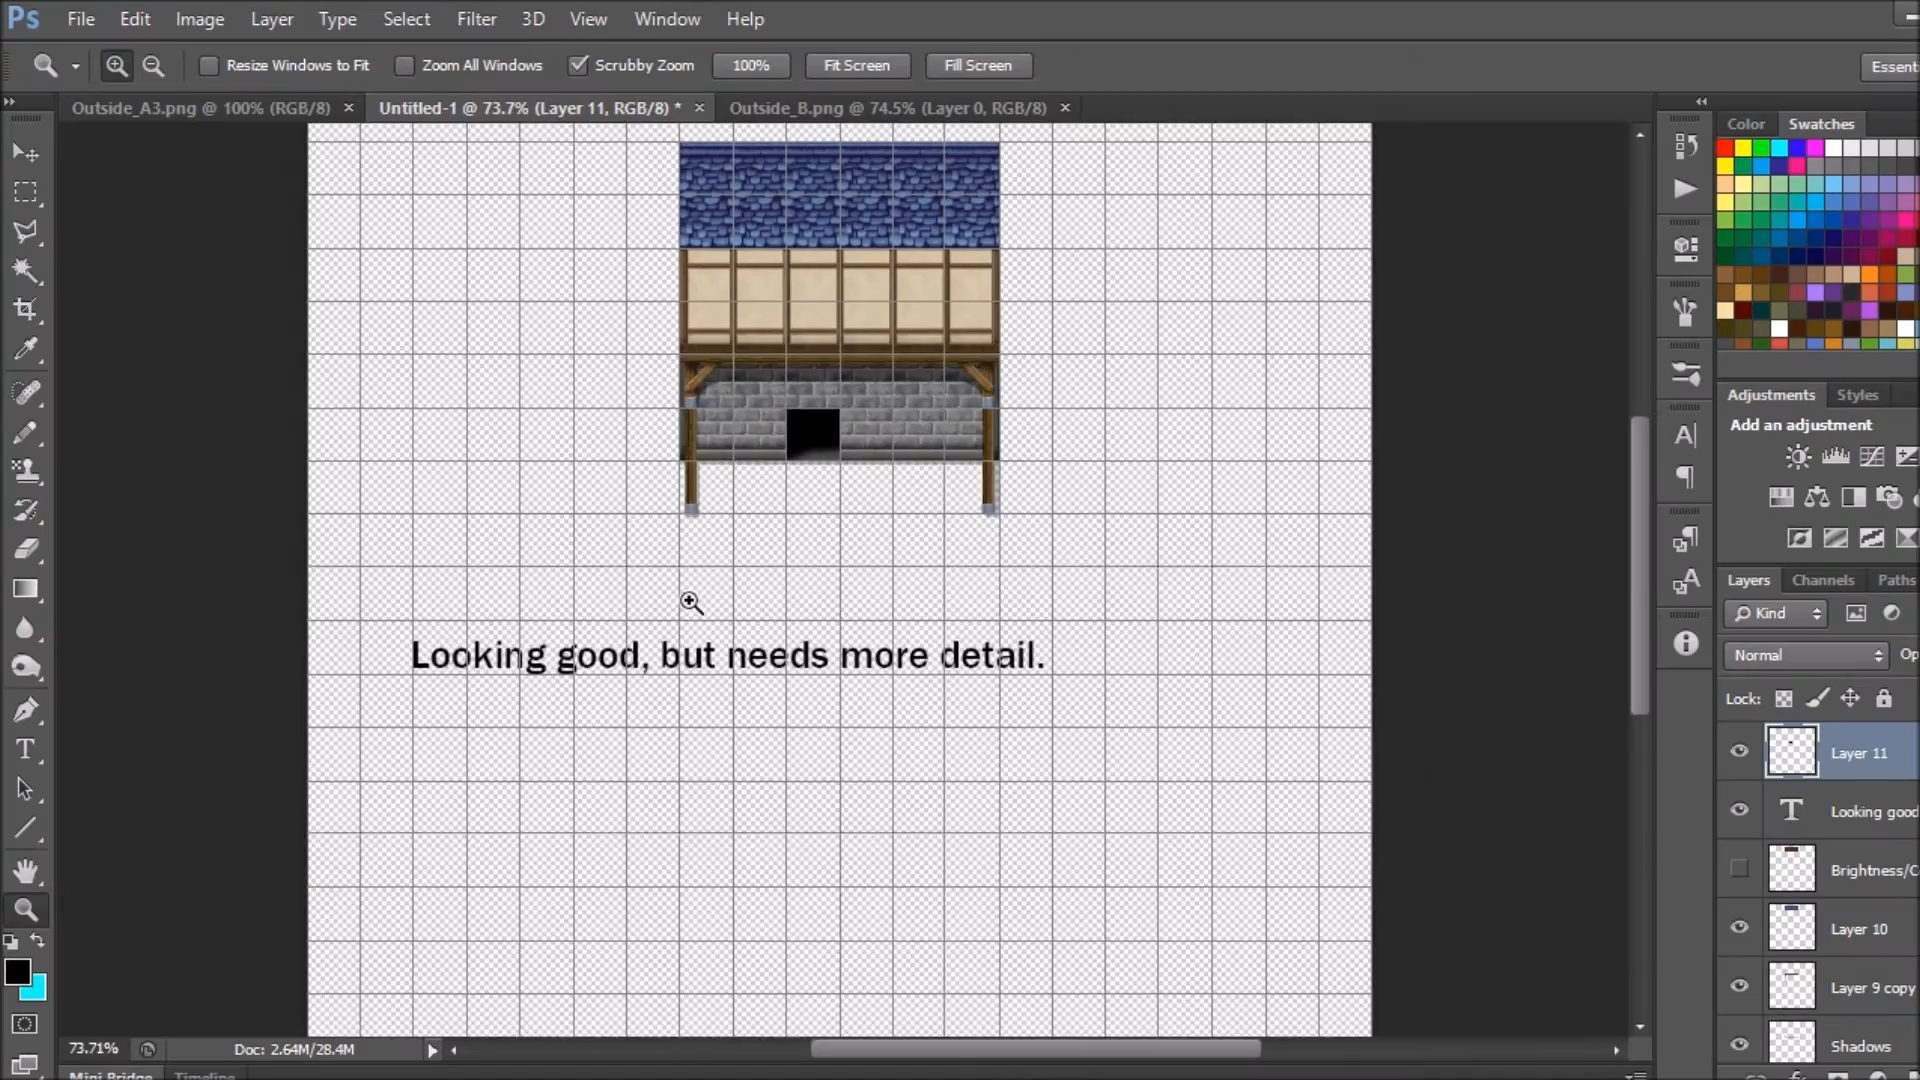 Ps File Edit Image Layer Type Select Filter 3D View Window Help
Resize Windows to Fit Zoom All Windows Scrubby Zoom 100% Fit Screen Fill Screen Essenti
Outside_A3.png @ 100% (RGB/8) × Untitled-1 @ 73.7% (Layer 11, RGB/8) * × Outside_B.png @ 74.5% (Layer 0, RGB/8) ×
Color Swatches
Adjustments Styles
Add an adjustment
Layers Channels Paths
Kind
Normal Op
Lock:
Layer 11
Looking good
Brightness/C
Layer 10
Layer 9 copy
Shadows
Looking good, but needs more detail.
73.71% Doc: 2.64M/28.4M
Mini Bridge Timeline